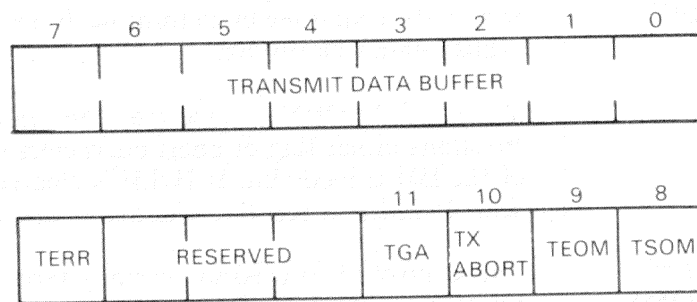 7 6 5 4 3 2 1 0
TRANSMIT DATA BUFFER
11 10 9 8
TERR RESERVED TGA TX ABORT TEOM TSOM